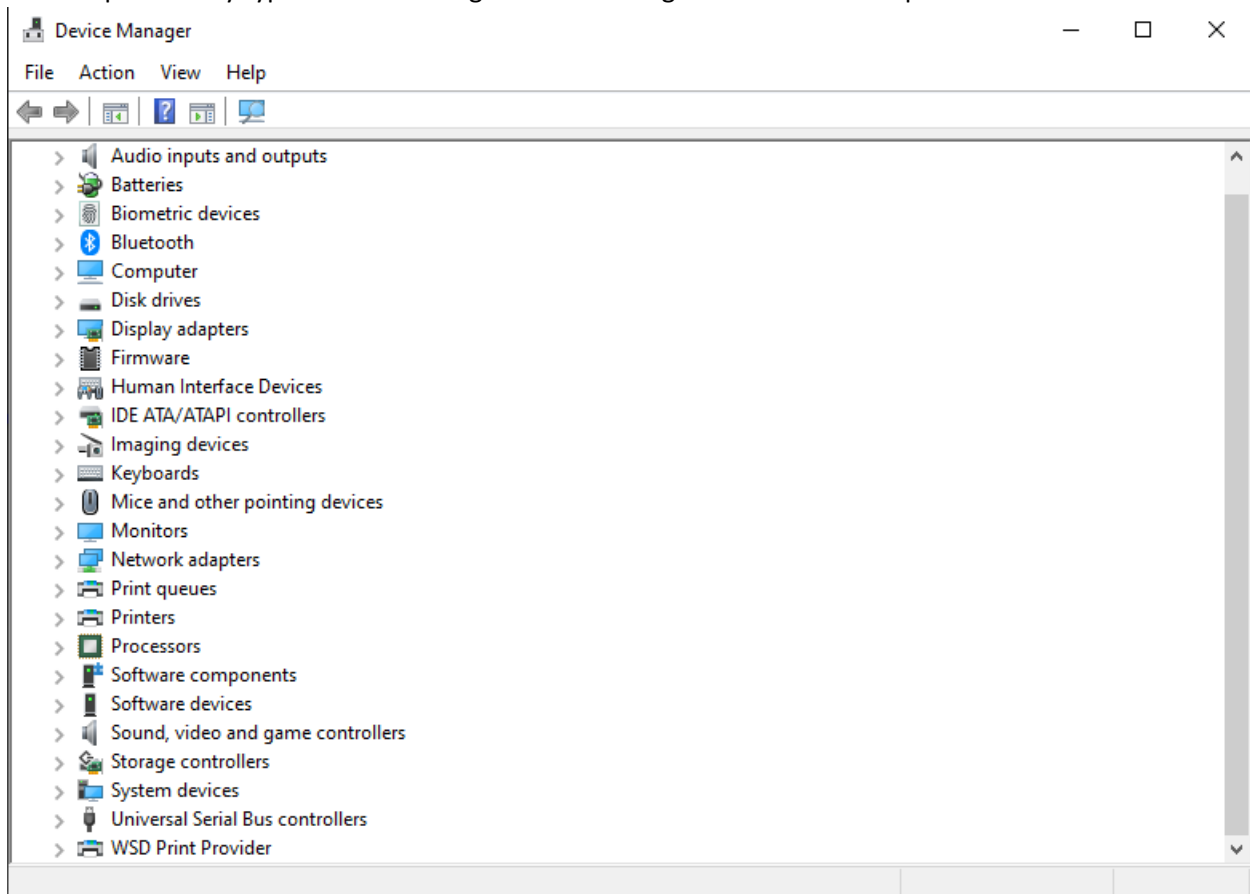 Device Manager
File Action View Help
Audio inputs and outputs
Batteries
Biometric devices
Bluetooth
Computer
Disk drives
Display adapters
Firmware
Human Interface Devices
IDE ATA/ATAPI controllers
Imaging devices
Keyboards
Mice and other pointing devices
Monitors
Network adapters
Print queues
Printers
Processors
Software components
Software devices
Sound, video and game controllers
Storage controllers
System devices
Universal Serial Bus controllers
WSD Print Provider